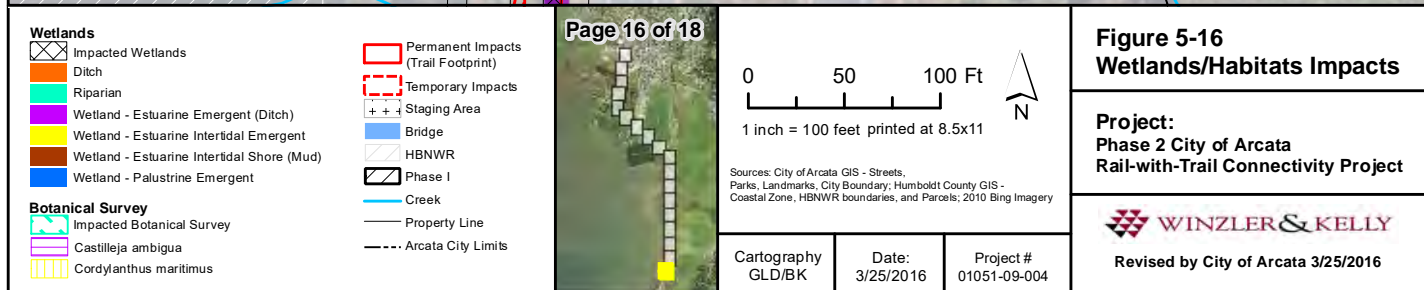 Wetlands
Impacted Wetlands
Ditch
Riparian
Wetland - Estuarine Emergent (Ditch)
Wetland - Estuarine Intertidal Emergent
Wetland - Estuarine Intertidal Shore (Mud)
Wetland - Palustrine Emergent
Botanical Survey
Impacted Botanical Survey
Castilleja ambigua
Cordylanthus maritimus
Permanent Impacts
(Trail Footprint)
Temporary Impacts
Staging Area
Bridge
HBNWR
Phase I
Creek
Property Line
Arcata City Limits
Page 16 of 18
0 50 100 Ft
N
1 inch = 100 feet printed at 8.5x11
Sources: City of Arcata GIS - Streets,
Parks, Landmarks, City Boundary; Humboldt County GIS -
Coastal Zone, HBNWR boundaries, and Parcels; 2010 Bing Imagery
Cartography
GLD/BK
Date:
3/25/2016
Project #
01051-09-004
Figure 5-16
Wetlands/Habitats Impacts
Project:
Phase 2 City of Arcata
Rail-with-Trail Connectivity Project
WINZLER & KELLY
Revised by City of Arcata 3/25/2016